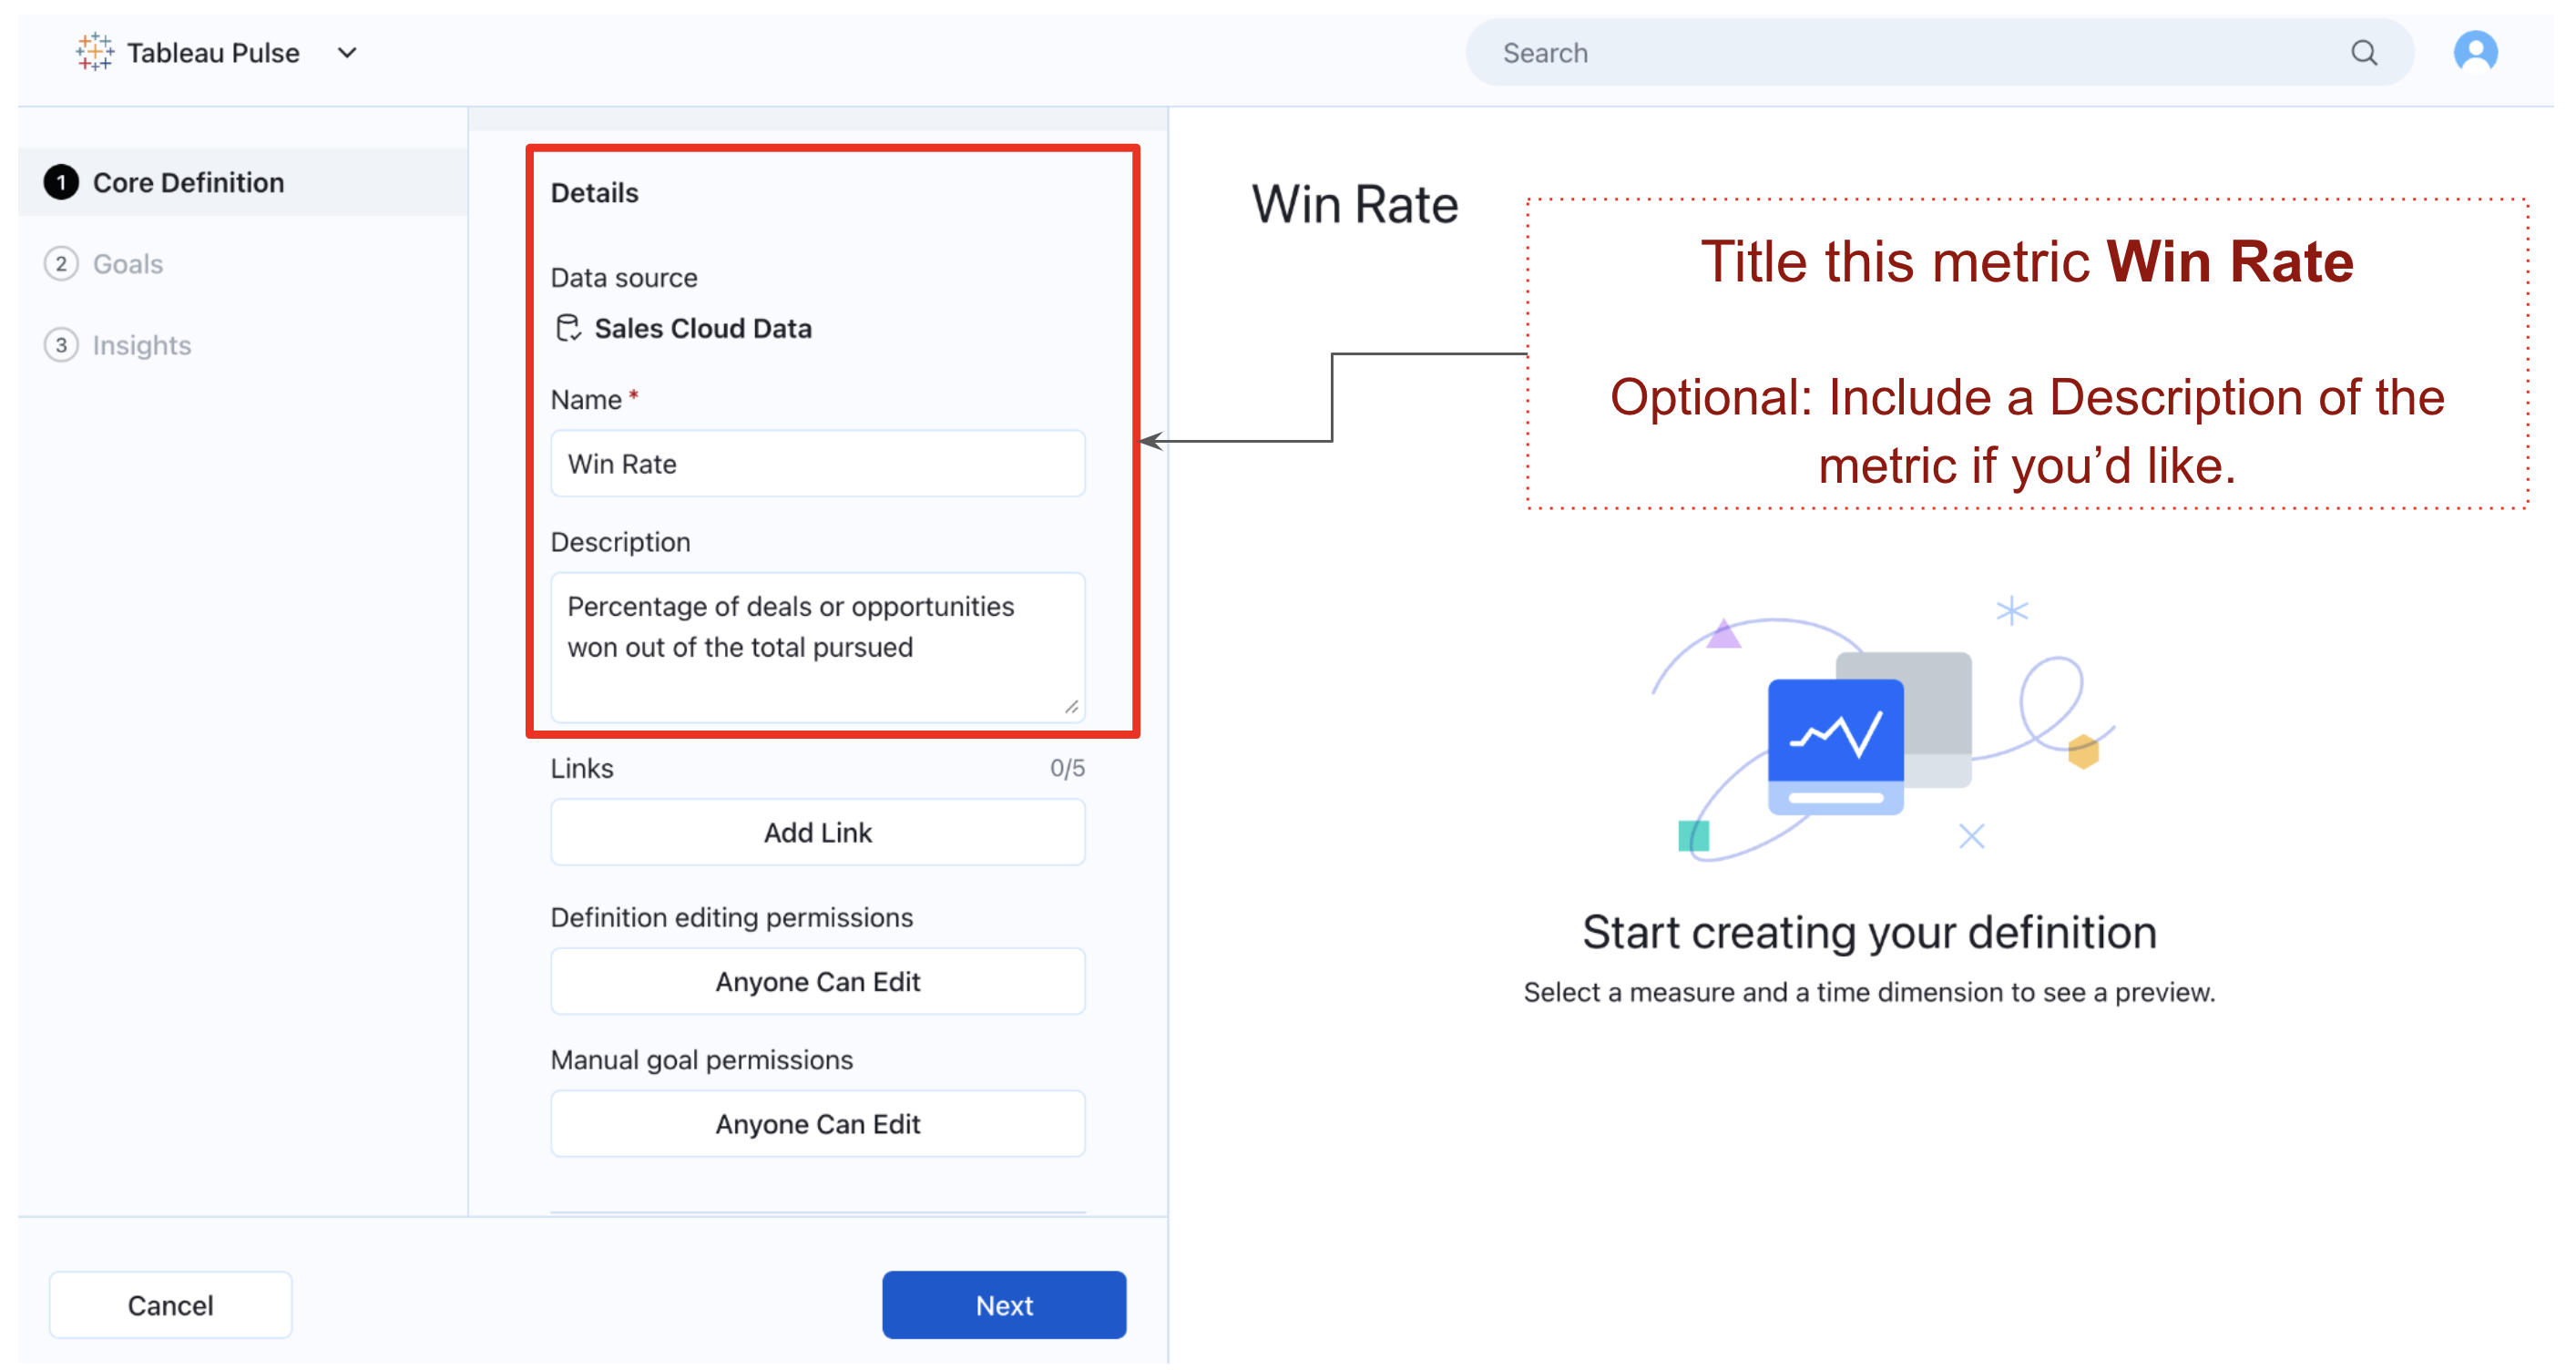 Tableau Pulse
Search
1 Core Definition
2 Goals
3 Insights
Details
Data source
Sales Cloud Data
Name *
Win Rate
Description
Percentage of deals or opportunities
won out of the total pursued
Links 0/5
Add Link
Definition editing permissions
Anyone Can Edit
Manual goal permissions
Anyone Can Edit
Cancel
Next
Win Rate
Title this metric Win Rate
Optional: Include a Description of the
metric if you’d like.
Start creating your definition
Select a measure and a time dimension to see a preview.